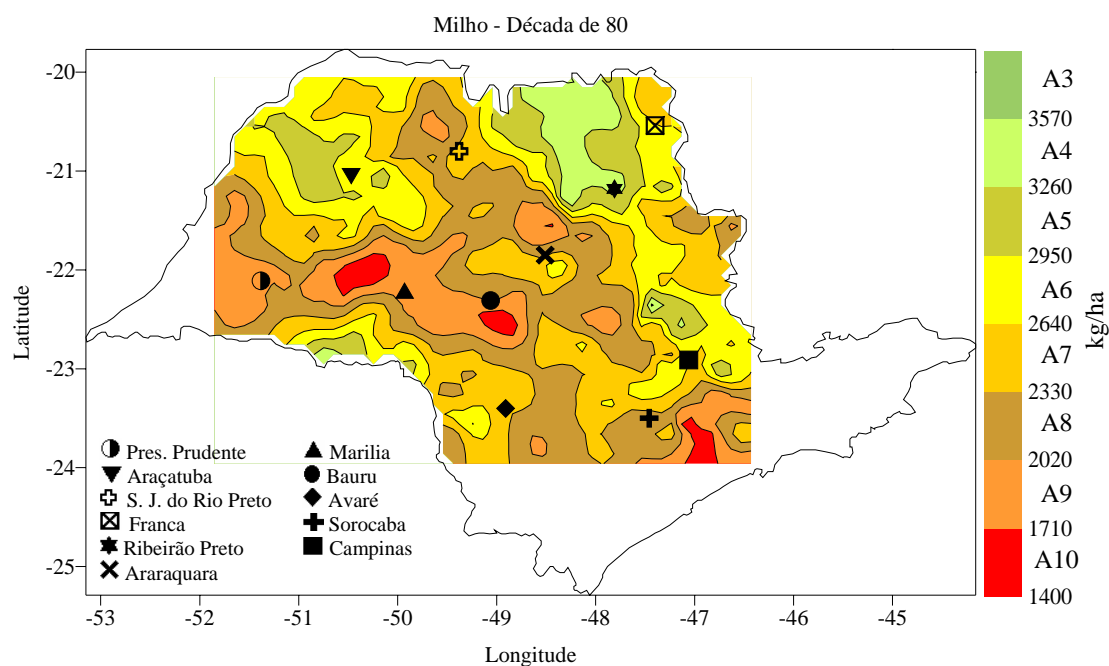 Milho - Década de 80
Latitude
-20
-21
-22
-23
-24
-25
Pres. Prudente
Araçatuba
S. J. do Rio Preto
Franca
Ribeirão Preto
Araraquara
Marilia
Bauru
Avaré
Sorocaba
Campinas
-53 -52 -51 -50 -49 -48 -47 -46 -45
Longitude
A3
3570
A4
3260
A5
2950
A6
2640
A7
2330
A8
2020
A9
1710
A10
1400
kg/ha